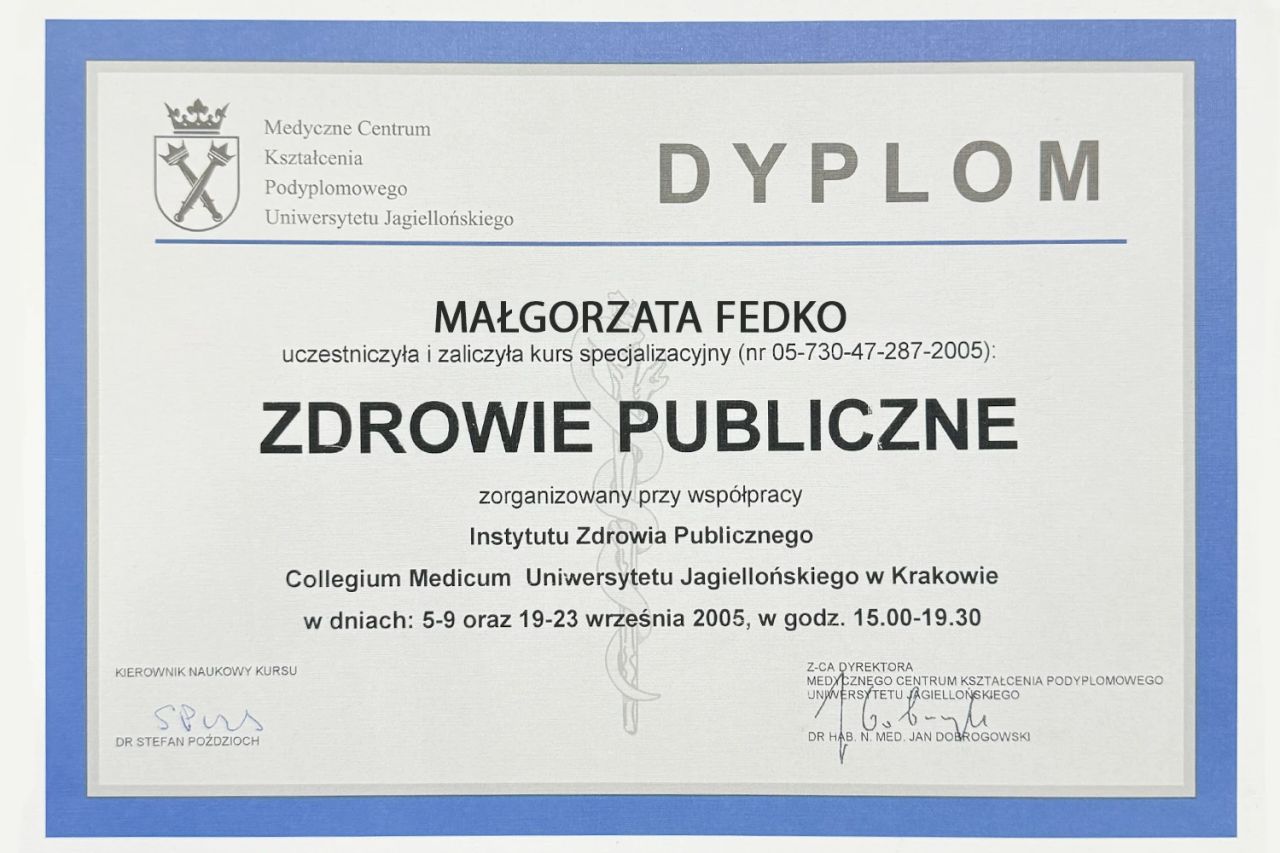 Medyczne Centrum
Kształcenia
Podyplomowego
Uniwersytetu Jagiellońskiego
DYPLOM
MAŁGORZATA FEDKO
uczestniczyła i zaliczyła kurs specjalizacyjny (nr 05-730-47-287-2005):
ZDROWIE PUBLICZNE
zorganizowany przy współpracy
Instytutu Zdrowia Publicznego
Collegium Medicum Uniwersytetu Jagiellońskiego w Krakowie
w dniach: 5-9 oraz 19-23 września 2005, w godz. 15.00-19.30
KIEROWNIK NAUKOWY KURSU
DR STEFAN POŹDZIOCH
Z-CA DYREKTORA
MEDYCZNEGO CENTRUM KSZTAŁCENIA PODYPLOMOWEGO
UNIWERSYTETU JAGIELLOŃSKIEGO
DR HAB. N. MED. JAN DOBROGOWSKI